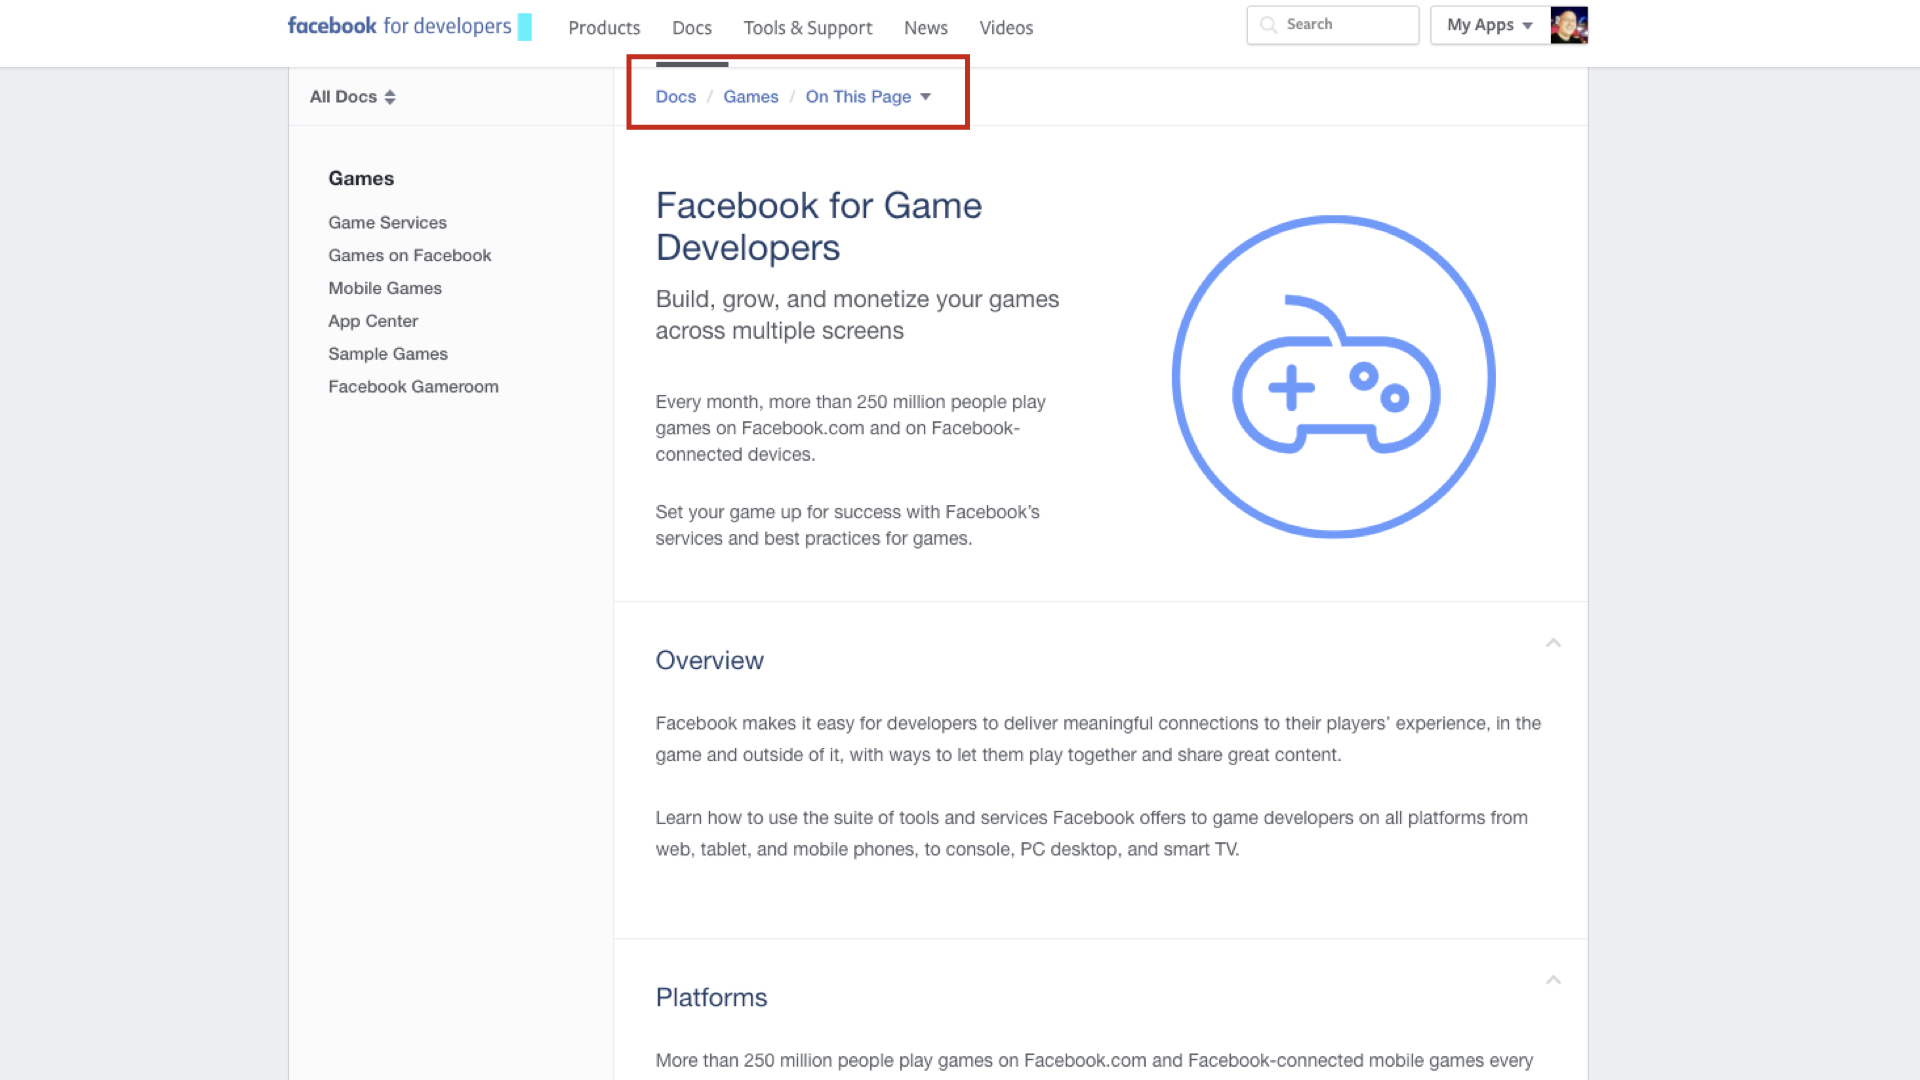 facebook for developers Products Docs Tools & Support News Videos Search My Apps
All Docs Docs / Games / On This Page
Games
Game Services
Games on Facebook
Mobile Games
App Center
Sample Games
Facebook Gameroom
Facebook for Game
Developers
Build, grow, and monetize your games
across multiple screens
Every month, more than 250 million people play
games on Facebook.com and on Facebook-
connected devices.
Set your game up for success with Facebook’s
services and best practices for games.
Overview
Facebook makes it easy for developers to deliver meaningful connections to their players’ experience, in the
game and outside of it, with ways to let them play together and share great content.
Learn how to use the suite of tools and services Facebook offers to game developers on all platforms from
web, tablet, and mobile phones, to console, PC desktop, and smart TV.
Platforms
More than 250 million people play games on Facebook.com and Facebook-connected mobile games every